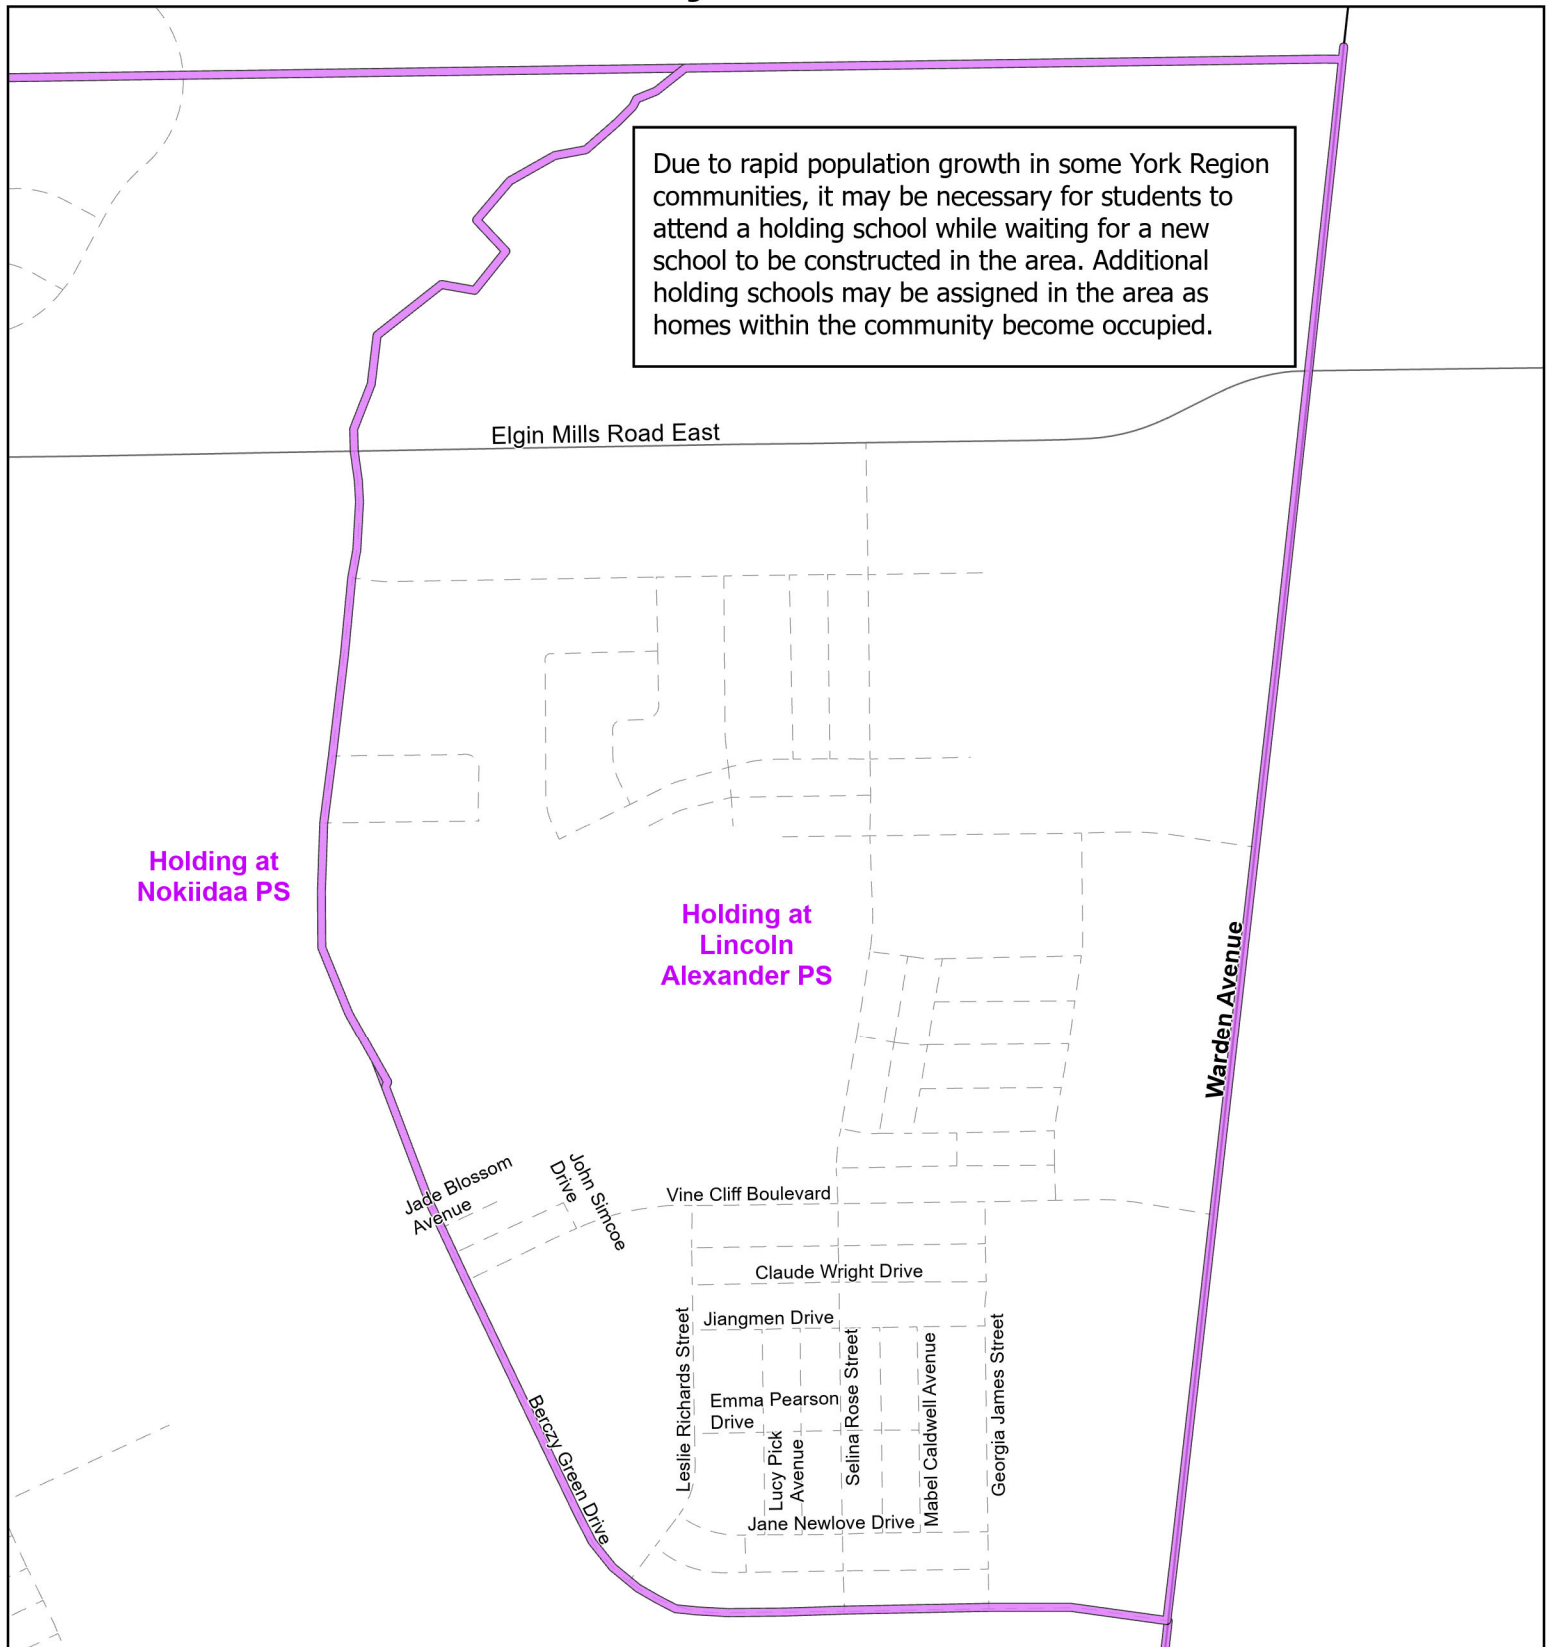 Due to rapid population growth in some York Region
communities, it may be necessary for students to
attend a holding school while waiting for a new
school to be constructed in the area. Additional
holding schools may be assigned in the area as
homes within the community become occupied.
Elgin Mills Road East
Holding at
Nokiidaa PS
Holding at
Lincoln
Alexander PS
Warden Avenue
Jade Blossom
Avenue
John Simcoe
Drive
Vine Cliff Boulevard
Claude Wright Drive
Jiangmen Drive
Leslie Richards Street
Emma Pearson
Drive
Lucy Pick
Avenue
Selina Rose Street
Mabel Caldwell Avenue
Georgia James Street
Berczy Green Drive
Jane Newlove Drive